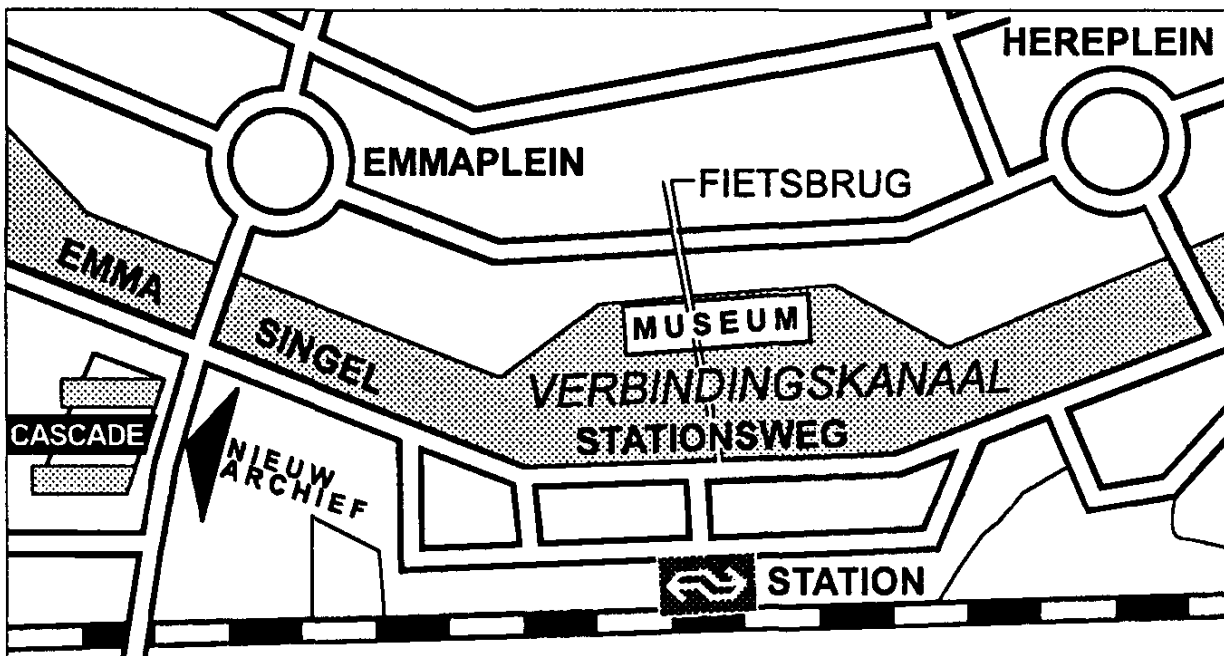 HEREPLEIN
EMMAPLEIN
FIETSBRUG
EMMA
SINGEL
MUSEUM
VERBINDINGSKANAAL
STATIONSWEG
CASCADE
NIEUW
ARCHIEF
STATION